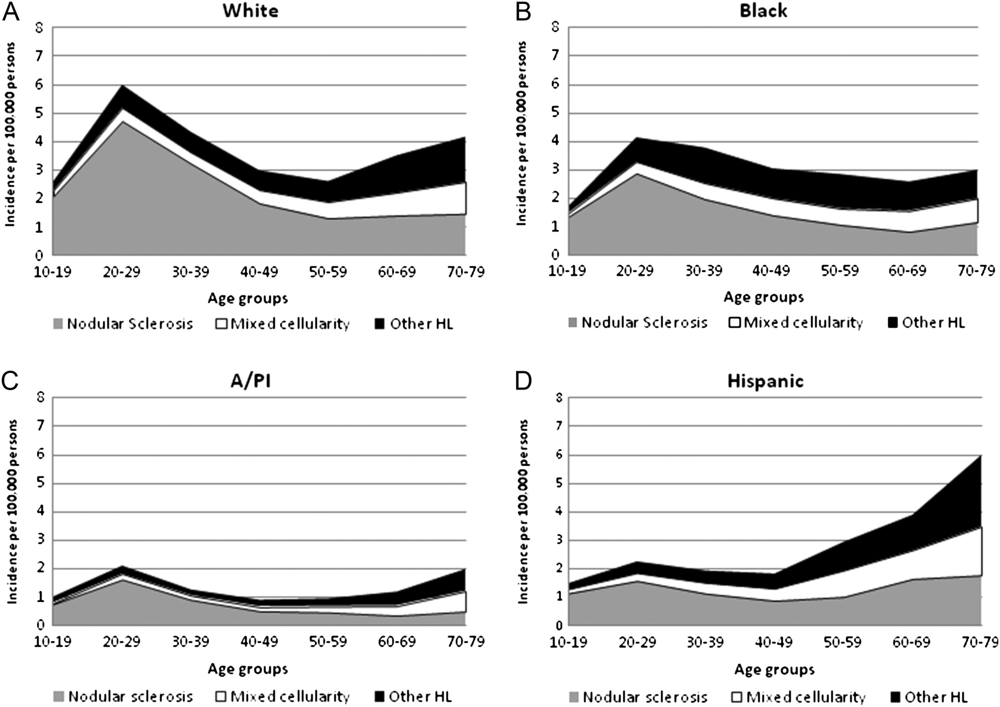 A
White
Incidence per 100,000 persons
8
7
6
5
4
3
2
1
0
10-19 20-29 30-39 40-49 50-59 60-69 70-79
Age groups
Nodular Sclerosis Mixed cellularity Other HL
B
Black
Incidence per 100,000 persons
8
7
6
5
4
3
2
1
0
10-19 20-29 30-39 40-49 50-59 60-69 70-79
Age groups
Nodular Sclerosis Mixed cellularity Other HL
C
A/PI
Incidence per 100,000 persons
8
7
6
5
4
3
2
1
0
10-19 20-29 30-39 40-49 50-59 60-69 70-79
Age groups
Nodular sclerosis Mixed cellularity Other HL
D
Hispanic
Incidence per 100,000 persons
8
7
6
5
4
3
2
1
0
10-19 20-29 30-39 40-49 50-59 60-69 70-79
Age groups
Nodular sclerosis Mixed cellularity Other HL